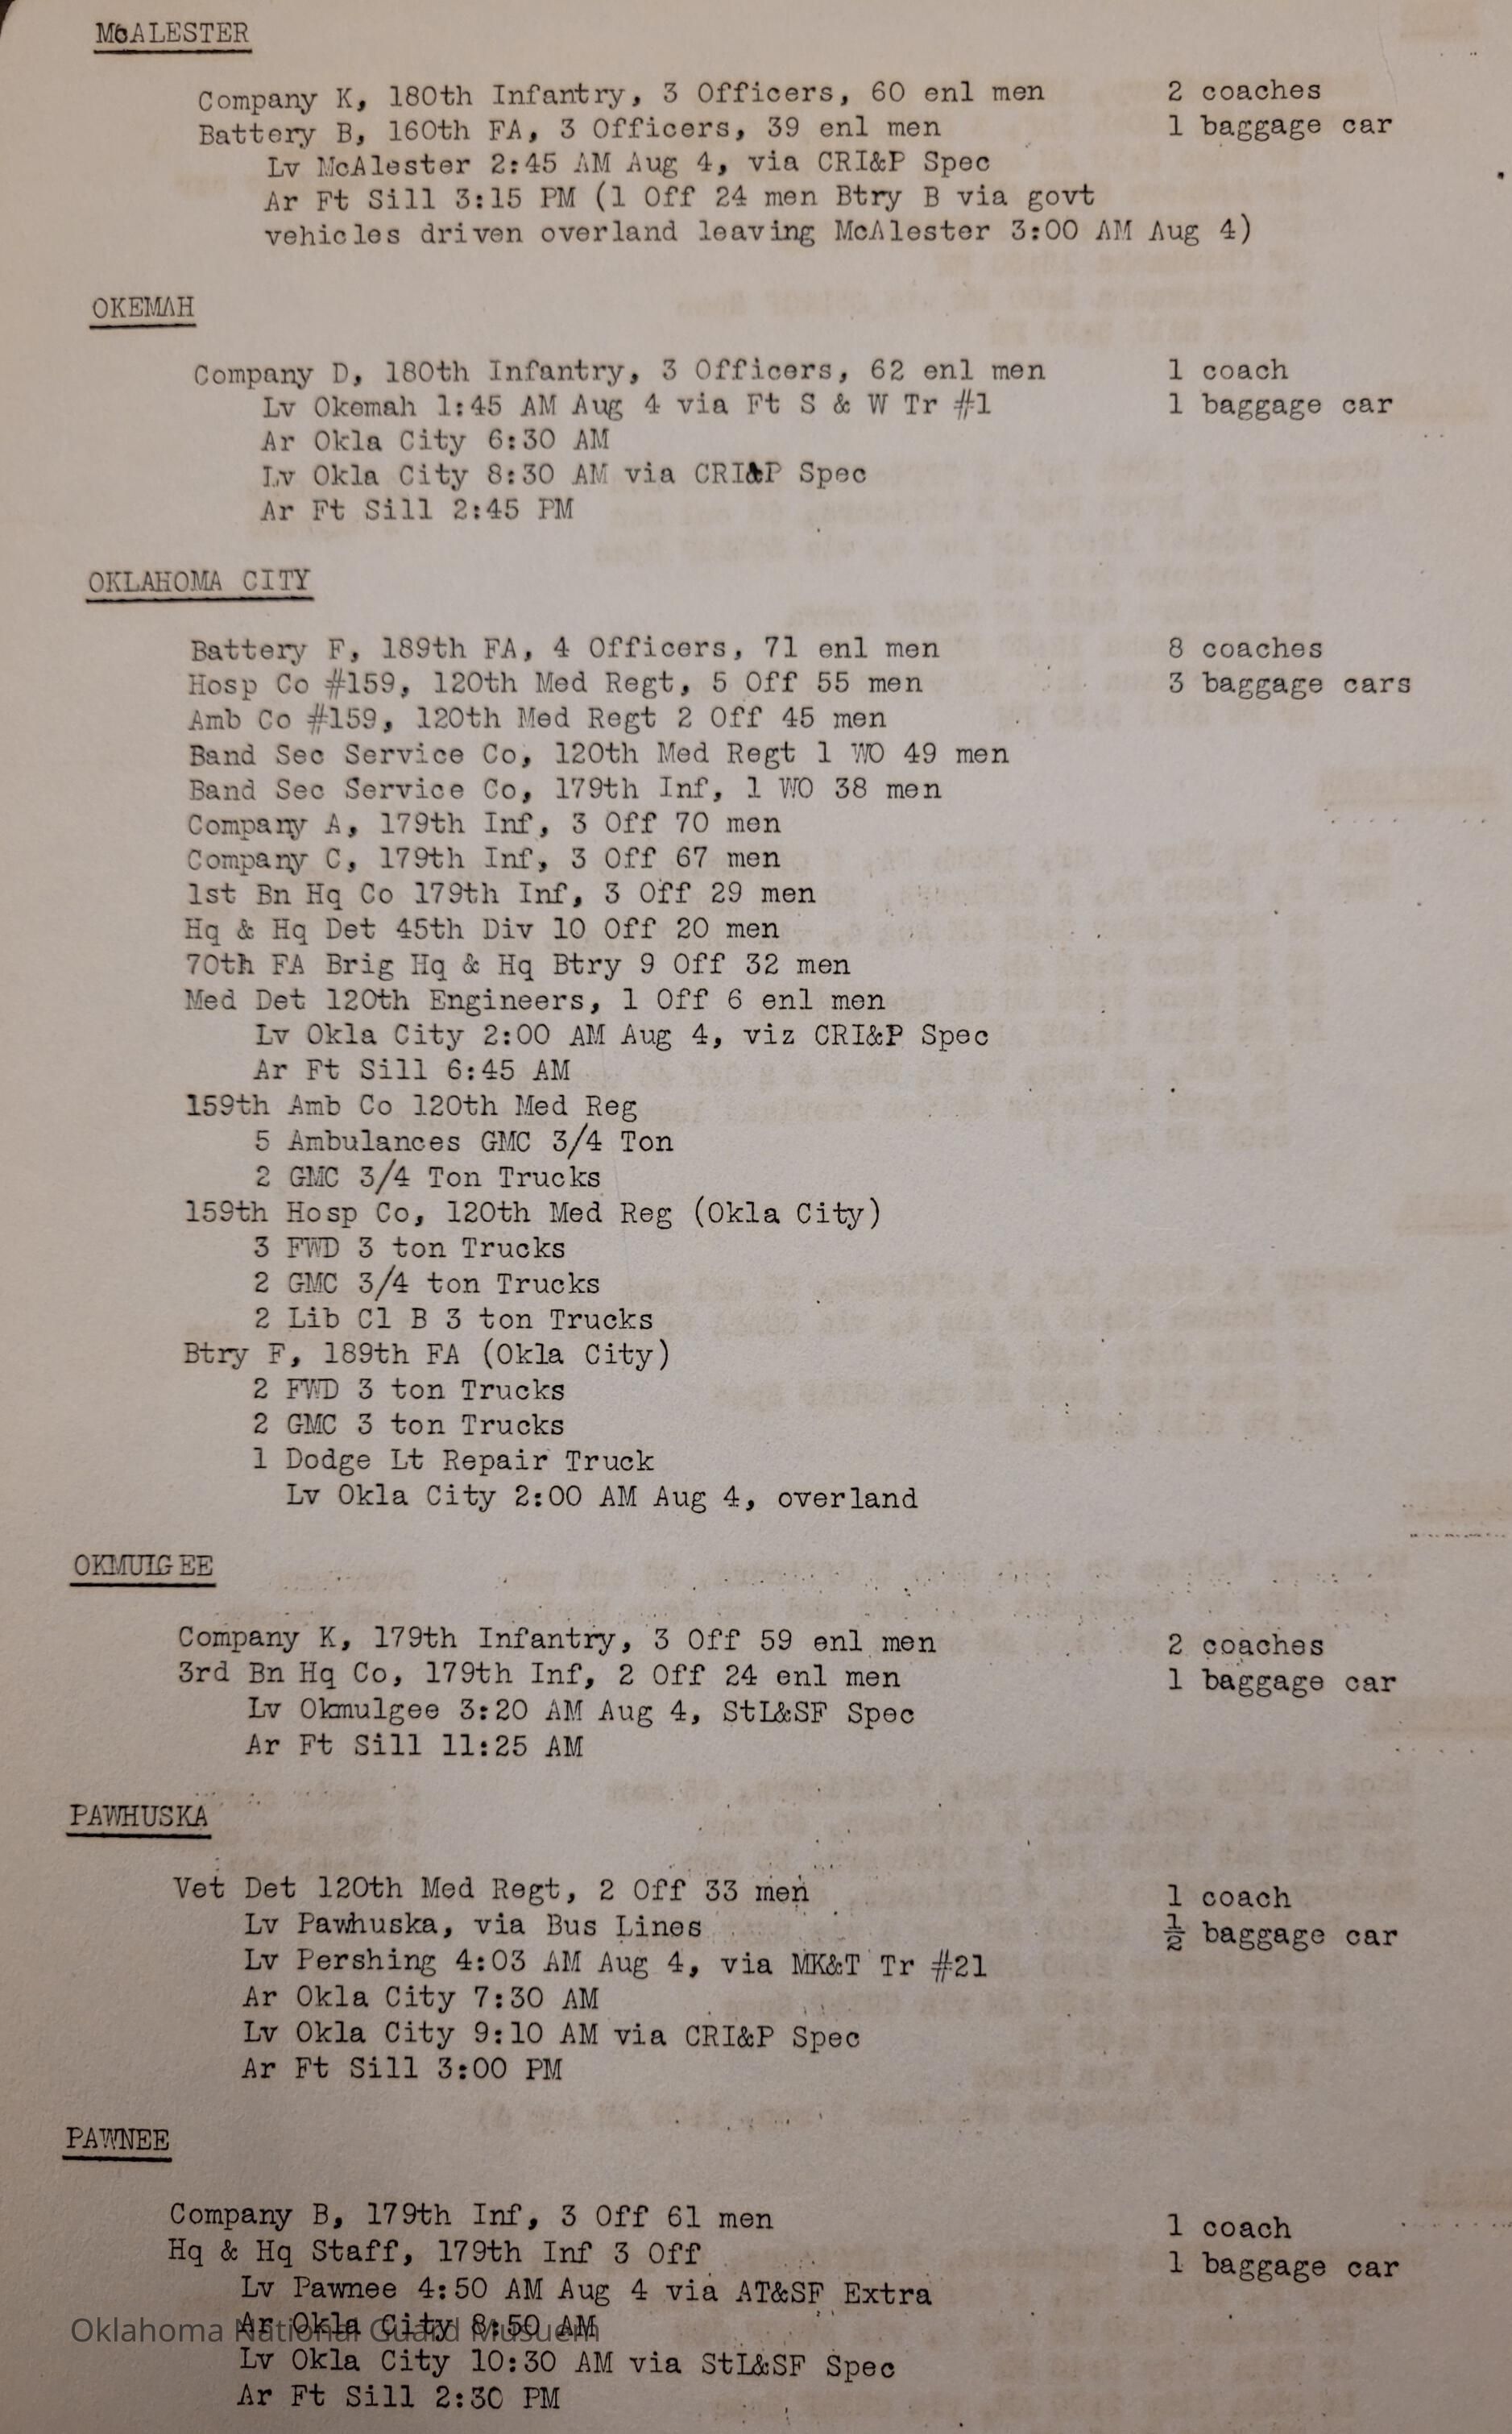 McALESTER
Company K, 180th Infantry, 3 Officers, 60 enl men 2 coaches
Battery B, 160th FA, 3 Officers, 39 enl men 1 baggage car
Lv McAlester 2:45 AM Aug 4, via CRI&P Spec
Ar Ft Sill 3:15 PM (1 Off 24 men Btry B via govt
vehicles driven overland leaving McAlester 3:00 AM Aug 4)
OKEMAH
Company D, 180th Infantry, 3 Officers, 62 enl men 1 coach
Lv Okemah 1:45 AM Aug 4 via Ft S & W Tr #1 1 baggage car
Ar Okla City 6:30 AM
Lv Okla City 8:30 AM via CRI&P Spec
Ar Ft Sill 2:45 PM
OKLAHOMA CITY
Battery F, 189th FA, 4 Officers, 71 enl men 8 coaches
Hosp Co #159, 120th Med Regt, 5 Off 55 men 3 baggage cars
Amb Co #159, 120th Med Regt 2 Off 45 men
Band Sec Service Co, 120th Med Regt 1 WO 49 men
Band Sec Service Co, 179th Inf, 1 WO 38 men
Company A, 179th Inf, 3 Off 70 men
Company C, 179th Inf, 3 Off 67 men
1st Bn Hq Co 179th Inf, 3 Off 29 men
Hq & Hq Det 45th Div 10 Off 20 men
70th FA Brig Hq & Hq Btry 9 Off 32 men
Med Det 120th Engineers, 1 Off 6 enl men
Lv Okla City 2:00 AM Aug 4, viz CRI&P Spec
Ar Ft Sill 6:45 AM
159th Amb Co 120th Med Reg
5 Ambulances GMC 3/4 Ton
2 GMC 3/4 Ton Trucks
159th Hosp Co, 120th Med Reg (Okla City)
3 FWD 3 ton Trucks
2 GMC 3/4 ton Trucks
2 Lib Cl B 3 ton Trucks
Btry F, 189th FA (Okla City)
2 FWD 3 ton Trucks
2 GMC 3 ton Trucks
1 Dodge Lt Repair Truck
Lv Okla City 2:00 AM Aug 4, overland
OKMULGEE
Company K, 179th Infantry, 3 Off 59 enl men 2 coaches
3rd Bn Hq Co, 179th Inf, 2 Off 24 enl men 1 baggage car
Lv Okmulgee 3:20 AM Aug 4, StL&SF Spec
Ar Ft Sill 11:25 AM
PAWHUSKA
Vet Det 120th Med Regt, 2 Off 33 men 1 coach
Lv Pawhuska, via Bus Lines ½ baggage car
Lv Pershing 4:03 AM Aug 4, via MK&T Tr #21
Ar Okla City 7:30 AM
Lv Okla City 9:10 AM via CRI&P Spec
Ar Ft Sill 3:00 PM
PAWNEE
Company B, 179th Inf, 3 Off 61 men 1 coach
Hq & Hq Staff, 179th Inf 3 Off 1 baggage car
Lv Pawnee 4:50 AM Aug 4 via AT&SF Extra
Ar Okla City 8:50 AM
Oklahoma National Guard Musuem
Lv Okla City 10:30 AM via StL&SF Spec
Ar Ft Sill 2:30 PM